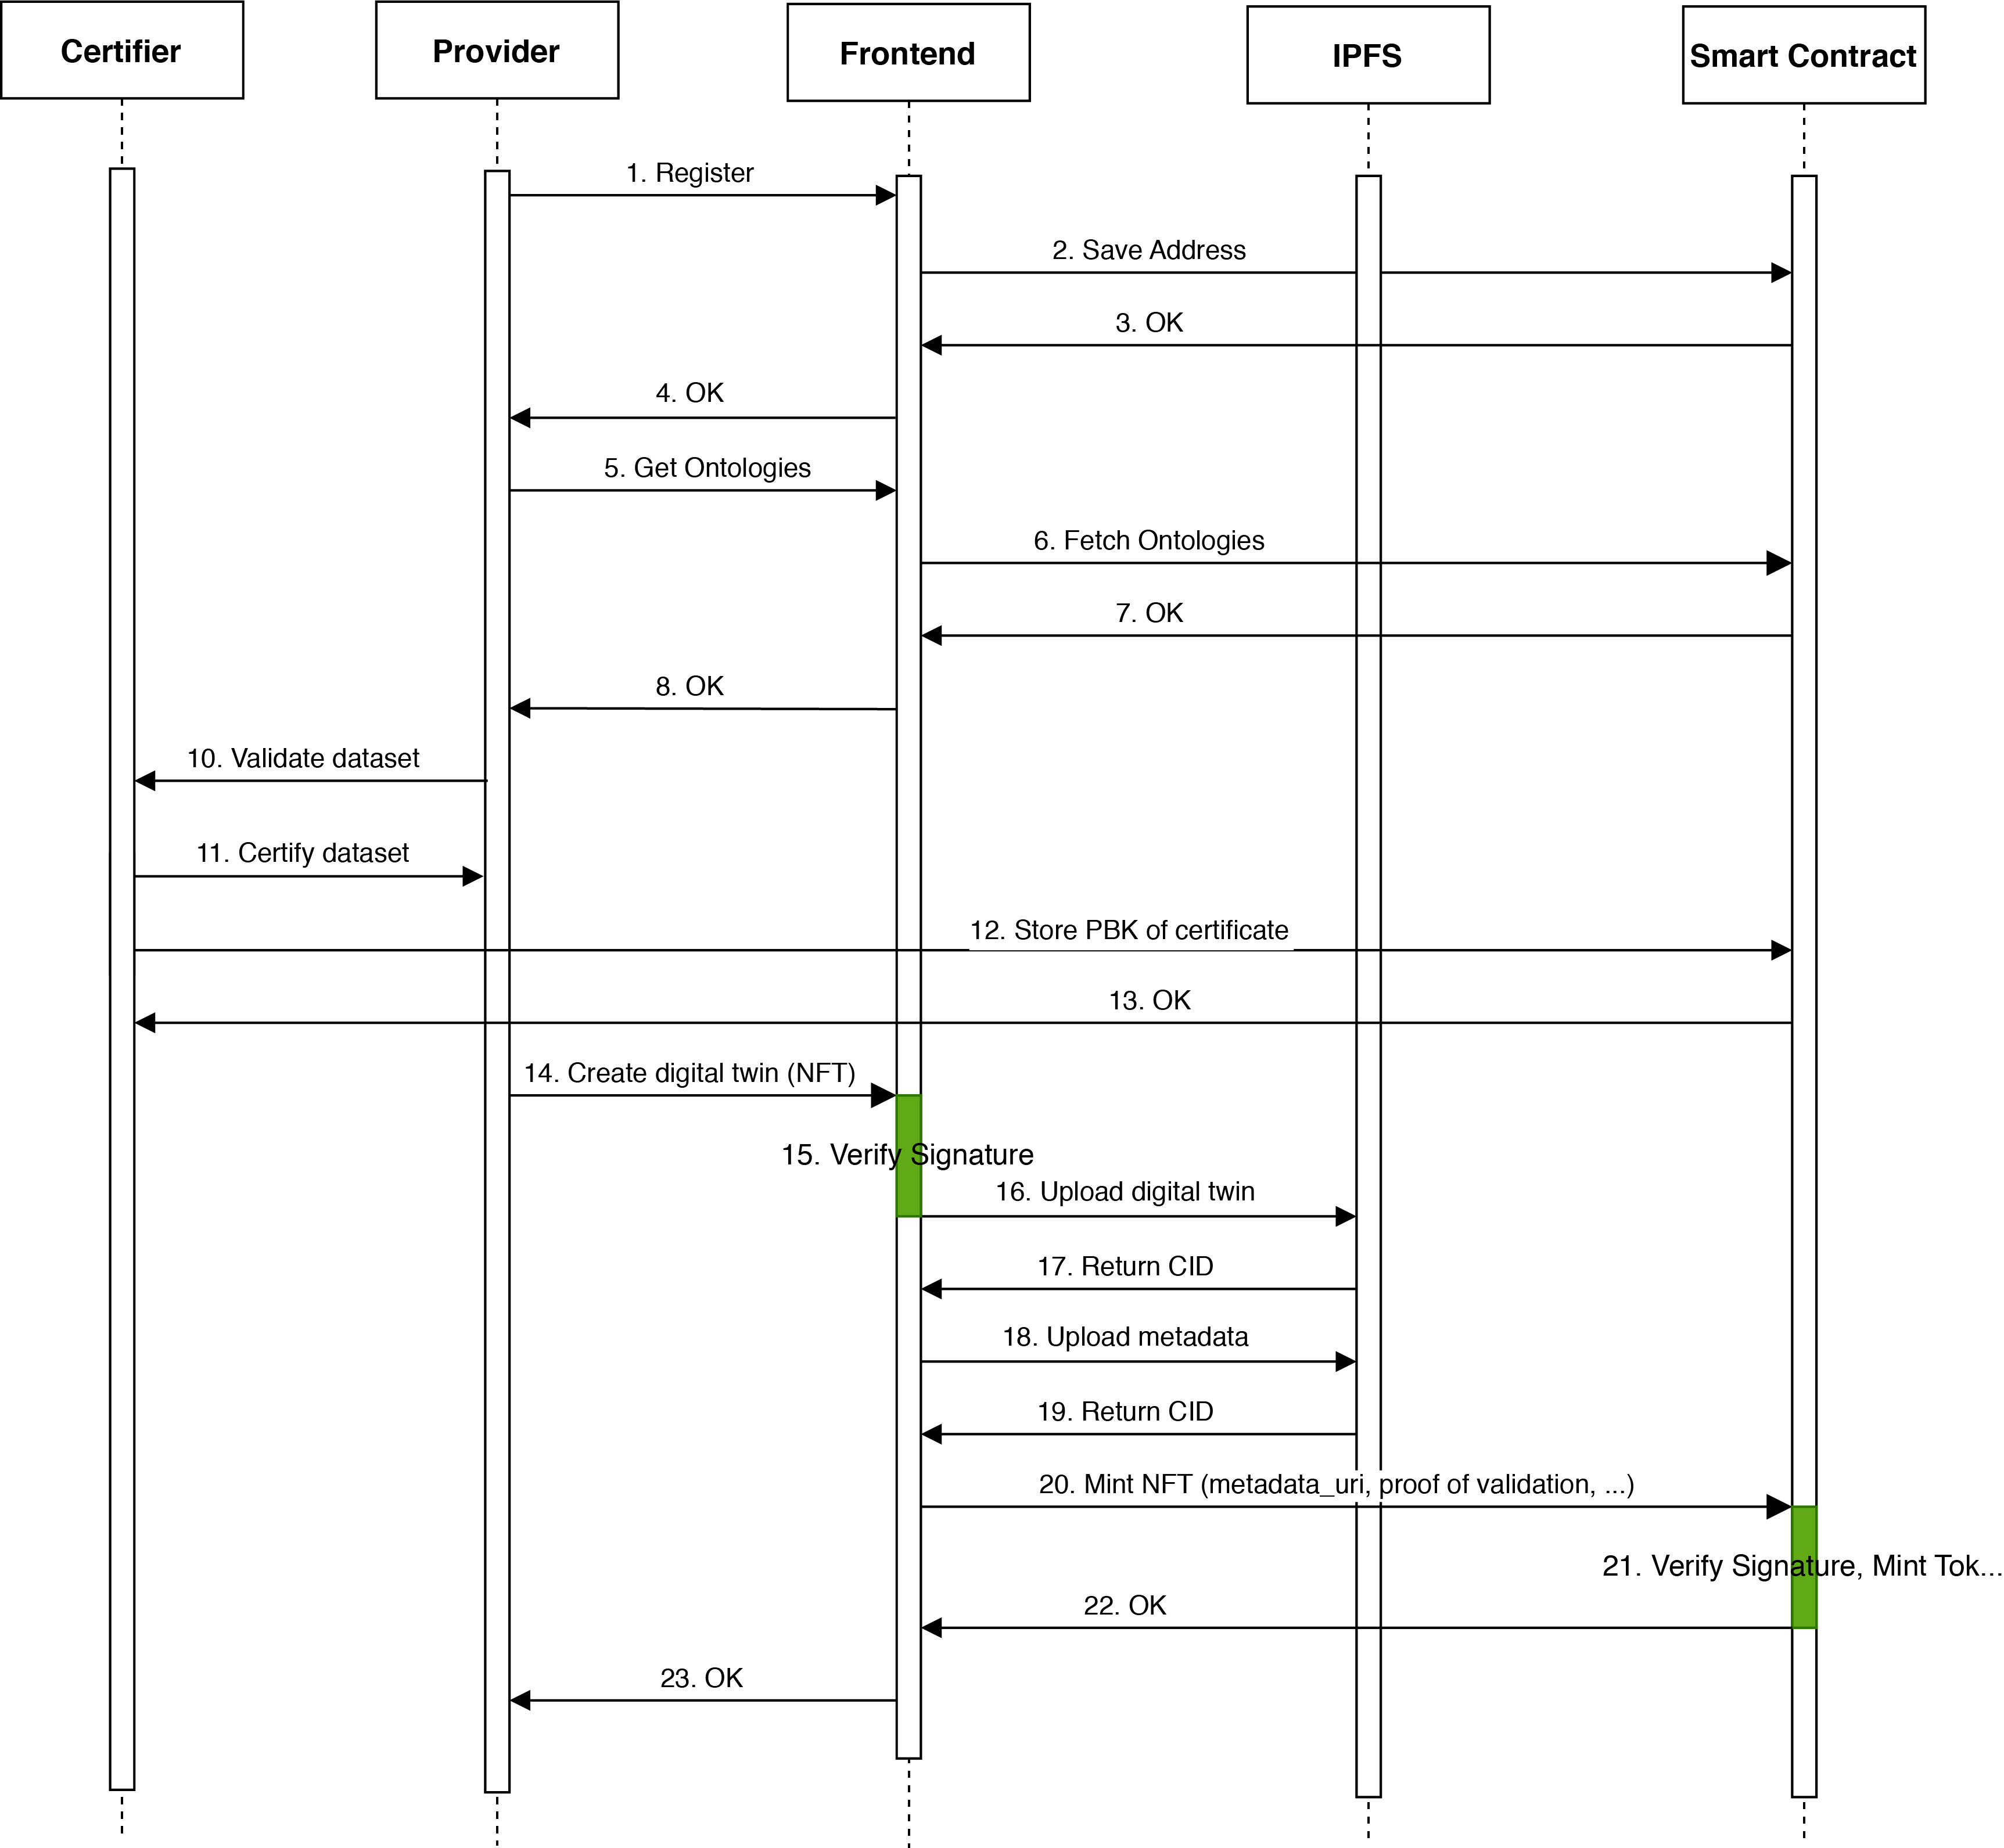 Certifier
Provider
Frontend
IPFS
Smart Contract
1. Register
2. Save Address
3. OK
4. OK
5. Get Ontologies
6. Fetch Ontologies
7. OK
8. OK
10. Validate dataset
11. Certify dataset
12. Store PBK of certificate
13. OK
14. Create digital twin (NFT)
15. Verify Signature
16. Upload digital twin
17. Return CID
18. Upload metadata
19. Return CID
20. Mint NFT (metadata_uri, proof of validation, ...)
21. Verify Signature, Mint Tok...
22. OK
23. OK